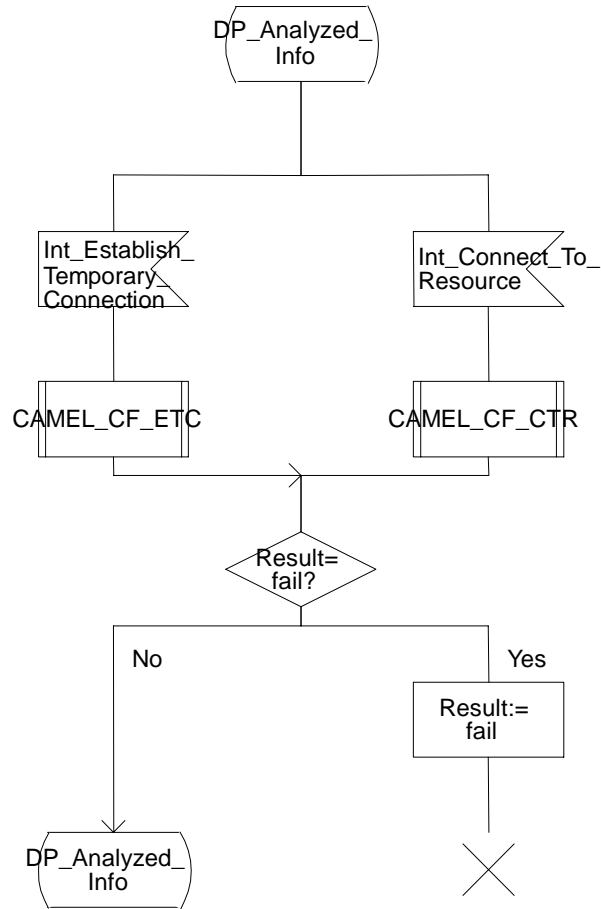 DP_Analyzed_
Info
Int_Establish_
Temporary_
Connection
Int_Connect_To_
Resource
CAMEL_CF_ETC
CAMEL_CF_CTR
Result=
fail?
No
Yes
Result:=
fail
DP_Analyzed_
Info